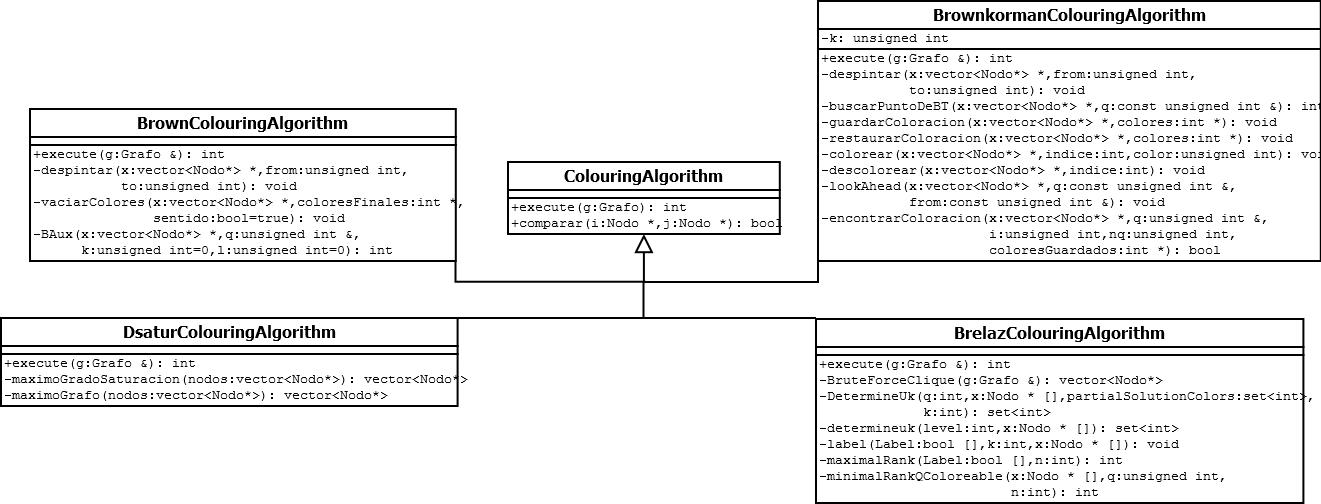 BrownkormanColouringAlgorithm
-k: unsigned int
+execute(g:Grafo &): int
-despintar(x:vector<Nodo*> *,from:unsigned int,
to:unsigned int): void
-buscarPuntoDeBT(x:vector<Nodo*> *,q:const unsigned int &): int
-guardarColoracion(x:vector<Nodo*> *,colores:int *): void
-restaurarColoracion(x:vector<Nodo*> *,colores:int *): void
-colorear(x:vector<Nodo*> *,indice:int,color:unsigned int): void
-descolorear(x:vector<Nodo*> *,indice:int): void
-lookAhead(x:vector<Nodo*> *,q:const unsigned int &,
from:const unsigned int &): void
-encontrarColoracion(x:vector<Nodo*> *,q:unsigned int &,
i:unsigned int,nq:unsigned int,
coloresGuardados:int *): bool
BrownColouringAlgorithm
+execute(g:Grafo &): int
-despintar(x:vector<Nodo*> *,from:unsigned int,
to:unsigned int): void
-vaciarColores(x:vector<Nodo*> *,coloresFinales:int *,
sentido:bool=true): void
-BAux(x:vector<Nodo*> *,q:unsigned int &,
k:unsigned int=0,l:unsigned int=0): int
ColouringAlgorithm
+execute(g:Grafo): int
+comparar(i:Nodo *,j:Nodo *): bool
DsaturColouringAlgorithm
+execute(g:Grafo &): int
-maximoGradoSaturacion(nodos:vector<Nodo*>): vector<Nodo*>
-maximoGrafo(nodos:vector<Nodo*>): vector<Nodo*>
BrelazColouringAlgorithm
+execute(g:Grafo &): int
-BruteForceClique(g:Grafo &): vector<Nodo*>
-DetermineUk(q:int,x:Nodo * [],partialSolutionColors:set<int>,
k:int): set<int>
-determineuk(level:int,x:Nodo * []): set<int>
-label(Label:bool [],k:int,x:Nodo * []): void
-maximalRank(Label:bool [],n:int): int
-minimalRankQColoreable(x:Nodo * [],q:unsigned int,
n:int): int